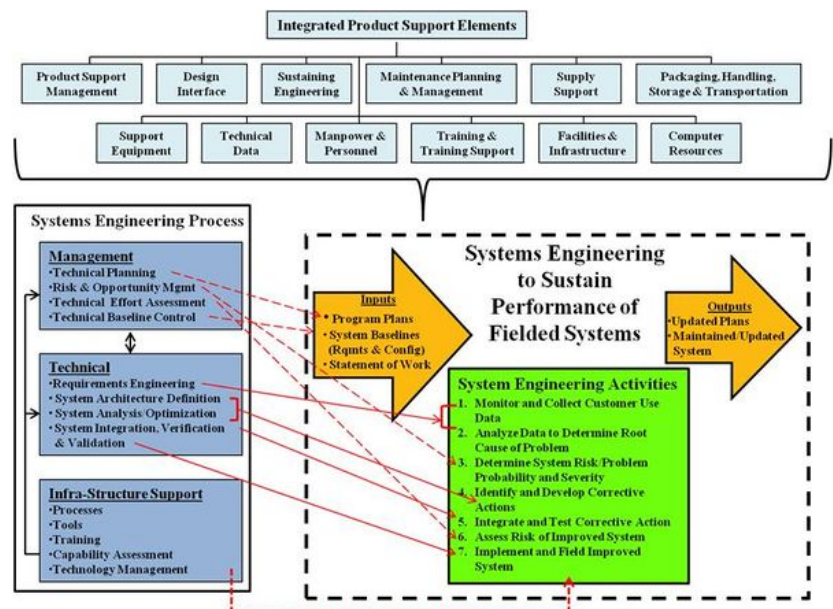 Integrated Product Support Elements
Product Support
Management
Design
Interface
Sustaining
Engineering
Maintenance Planning
& Management
Supply
Support
Packaging, Handling,
Storage & Transportation
Support
Equipment
Technical
Data
Manpower &
Personnel
Training &
Training Support
Facilities &
Infrastructure
Computer
Resources
Systems Engineering Process
Management
•Technical Planning
•Risk & Opportunity Mgmt
•Technical Effort Assessment
•Technical Baseline Control
Technical
•Requirements Engineering
•System Architecture Definition
•System Analysis/Optimization
•System Integration, Verification
& Validation
Infra-Structure Support
•Processes
•Tools
•Training
•Capability Assessment
•Technology Management
Systems Engineering
to Sustain
Performance of
Fielded Systems
Inputs
• Program Plans
• System Baselines
(Rqmts & Config)
• Statement of Work
Outputs
•Updated Plans
•Maintained/Updated
System
System Engineering Activities
1. Monitor and Collect Customer Use
Data
2. Analyze Data to Determine Root
Cause of Problem
3. Determine System Risk/Problem
Probability and Severity
4. Identify and Develop Corrective
Actions
5. Integrate and Test Corrective Action
6. Assess Risk of Improved System
7. Implement and Field Improved
System